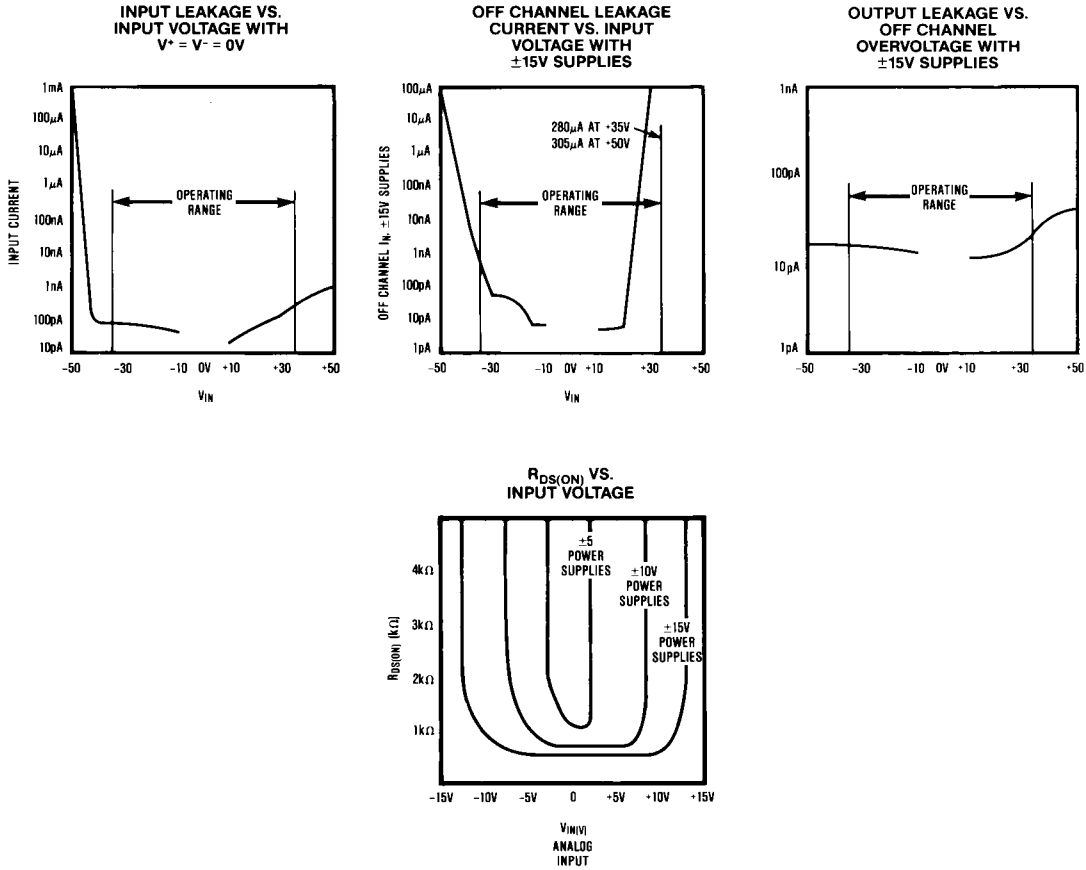 INPUT LEAKAGE VS.
INPUT VOLTAGE WITH
V+ = V- = 0V
1mA
100µA
10µA
1µA
100nA
10nA
1nA
100pA
10pA
INPUT CURRENT
OPERATING
RANGE
-50 -30 -10 0V +10 +30 +50
VIN
OFF CHANNEL LEAKAGE
CURRENT VS. INPUT
VOLTAGE WITH
±15V SUPPLIES
100µA
10µA
1µA
100nA
10nA
1nA
100pA
10pA
1pA
OFF CHANNEL IN, ±15V SUPPLIES
280µA AT +35V
305µA AT +50V
OPERATING
RANGE
-50 -30 -10 0V +10 +30 +50
VIN
OUTPUT LEAKAGE VS.
OFF CHANNEL
OVERVOLTAGE WITH
±15V SUPPLIES
1nA
100pA
10pA
1pA
OPERATING
RANGE
-50 -30 -10 0V +10 +30 +50
RDS(ON) VS.
INPUT VOLTAGE
4kΩ
3kΩ
2kΩ
1kΩ
RDS(ON) (kΩ)
±5
POWER
SUPPLIES
±10V
POWER
SUPPLIES
±15V
POWER
SUPPLIES
-15V -10V -5V 0 +5V +10V +15V
VIN(V)
ANALOG
INPUT